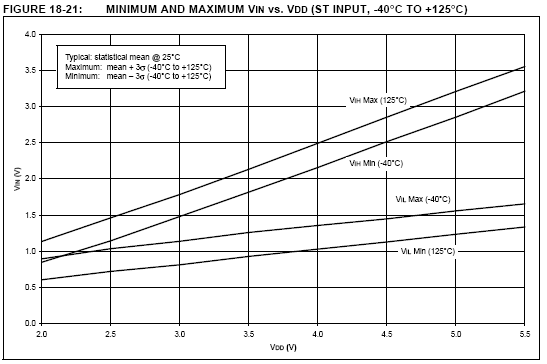 FIGURE 18-21: MINIMUM AND MAXIMUM VIN vs. VDD (ST INPUT, -40°C TO +125°C)
4.0
Typical: statistical mean @ 25°C
Maximum: mean + 3σ (-40°C to +125°C)
Minimum: mean – 3σ (-40°C to +125°C)
3.5
VIH Max (125°C)
3.0
2.5
VIH Min (-40°C)
VIN (V)
2.0
VIL Max (-40°C)
1.5
1.0
VIL Min (125°C)
0.5
0.0
2.0 2.5 3.0 3.5 4.0 4.5 5.0 5.5
VDD (V)